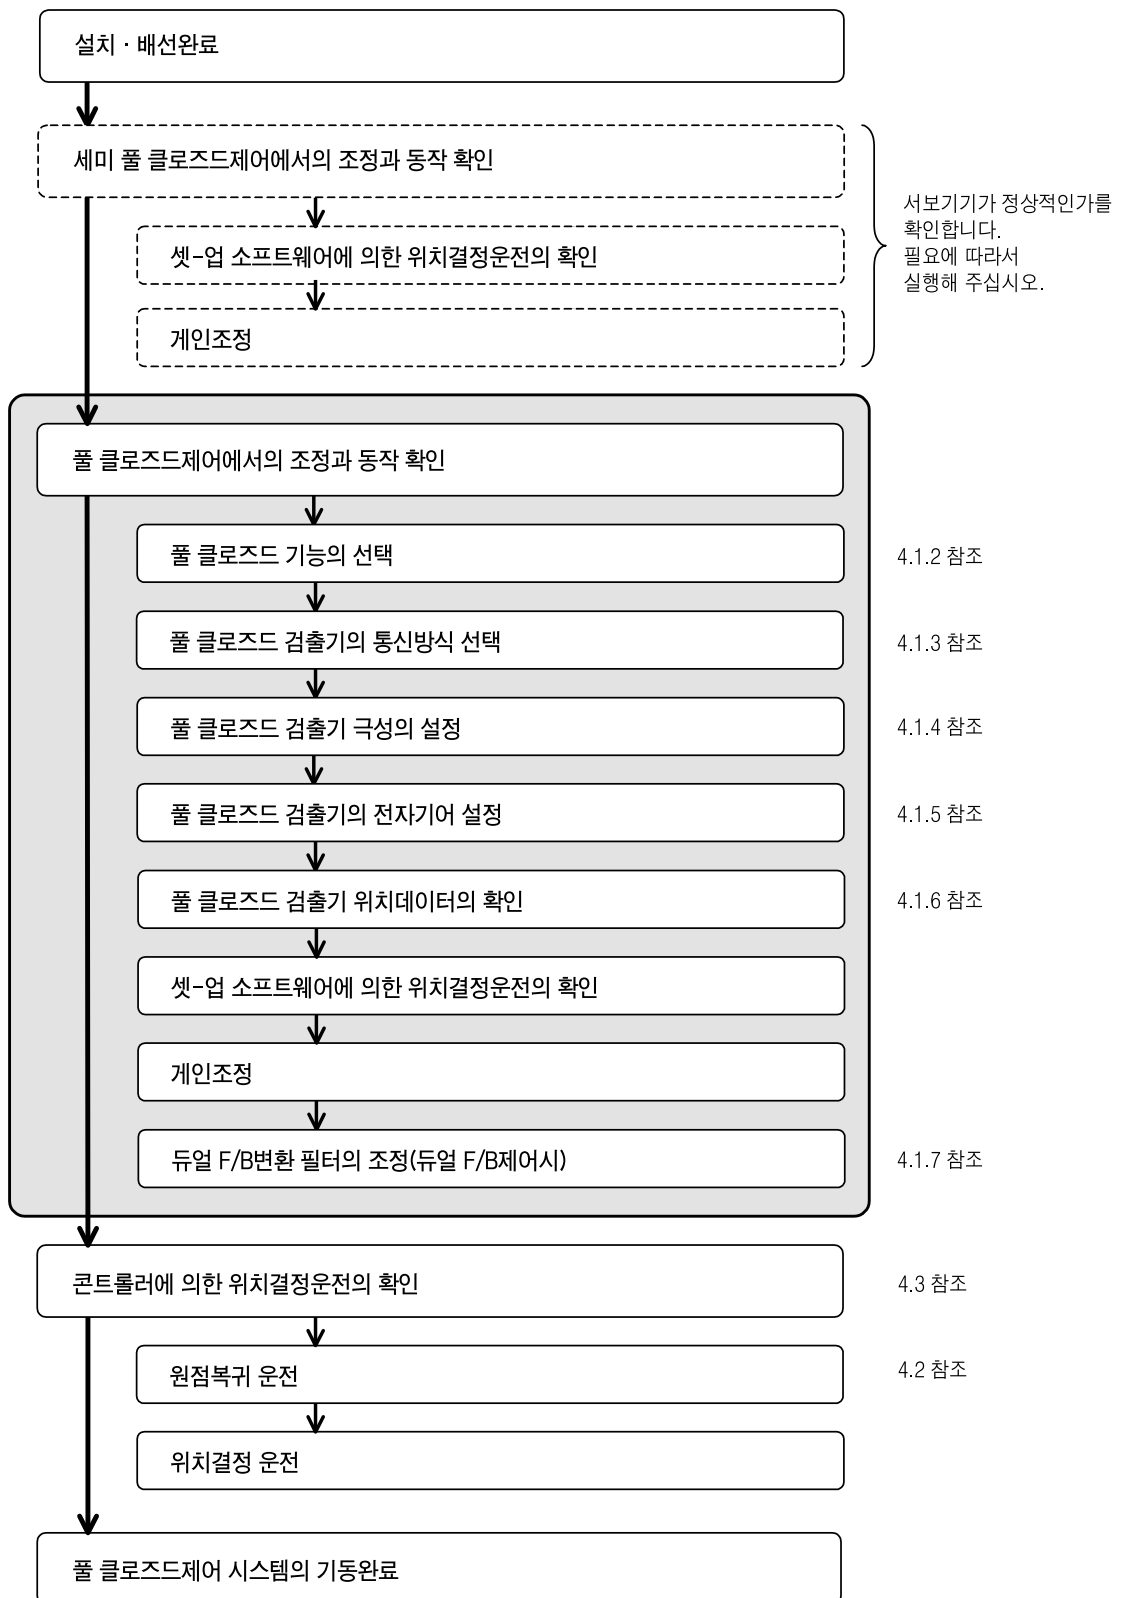 설치 · 배선완료
세미 풀 클로즈드제어에서의 조정과 동작 확인
셋-업 소프트웨어에 의한 위치결정운전의 확인
게인조정
서보기기가 정상적인가를
확인합니다.
필요에 따라서
실행해 주십시오.
풀 클로즈드제어에서의 조정과 동작 확인
풀 클로즈드 기능의 선택
4.1.2 참조
풀 클로즈드 검출기의 통신방식 선택
4.1.3 참조
풀 클로즈드 검출기 극성의 설정
4.1.4 참조
풀 클로즈드 검출기의 전자기어 설정
4.1.5 참조
풀 클로즈드 검출기 위치데이터의 확인
4.1.6 참조
셋-업 소프트웨어에 의한 위치결정운전의 확인
게인조정
듀얼 F/B변환 필터의 조정(듀얼 F/B제어시)
4.1.7 참조
콘트롤러에 의한 위치결정운전의 확인
4.3 참조
원점복귀 운전
4.2 참조
위치결정 운전
풀 클로즈드제어 시스템의 기동완료